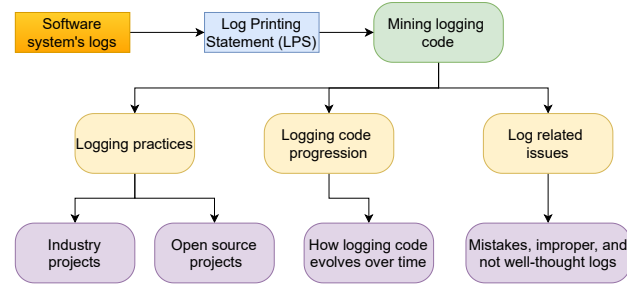 Software
system's logs
Log Printing
Statement (LPS)
Mining logging
code
Logging practices
Logging code
progression
Log related
issues
Industry
projects
Open source
projects
How logging code
evolves over time
Mistakes, improper, and
not well-thought logs